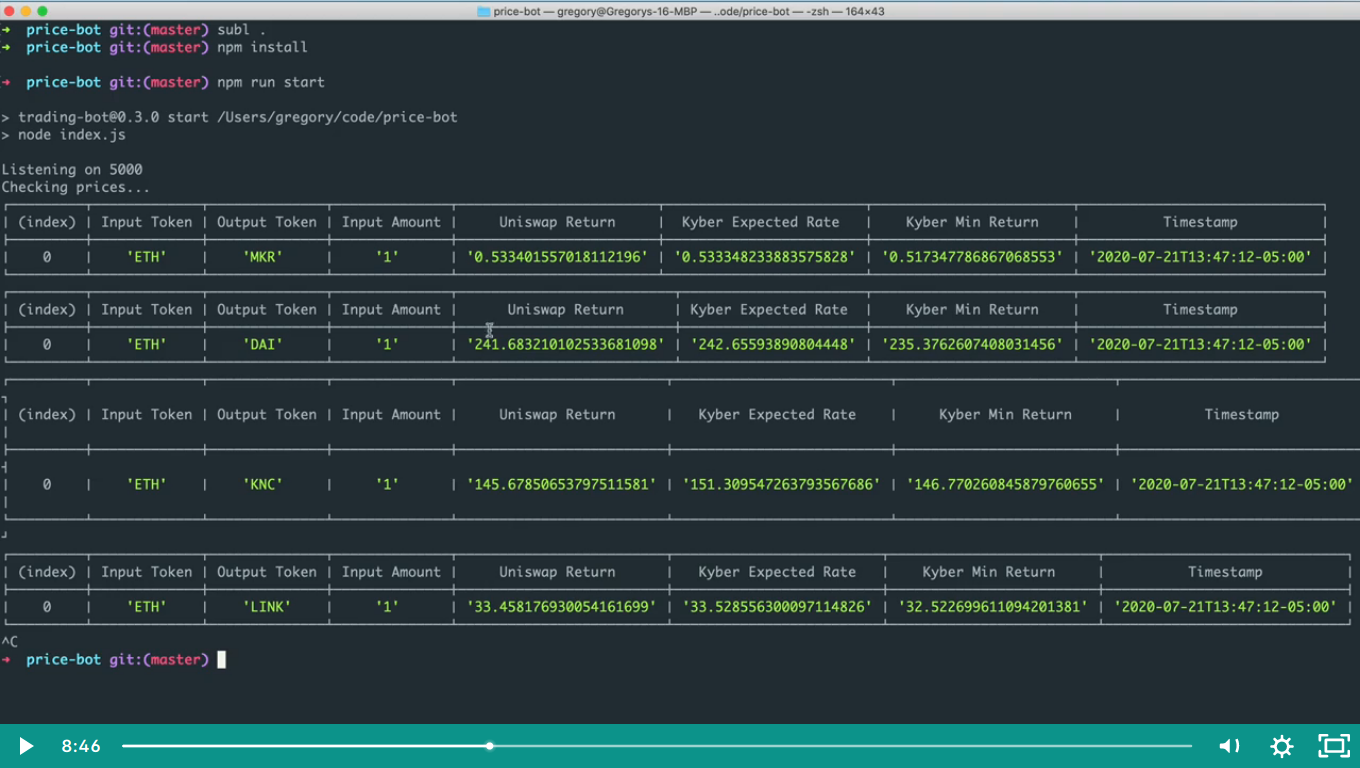 price-bot — gregory@Gregorys-16-MBP — ..ode/price-bot — -zsh — 164×43
→ price-bot git:(master) subl .
→ price-bot git:(master) npm install
→ price-bot git:(master) npm run start
> trading-bot@0.3.0 start /Users/gregory/code/price-bot
> node index.js
Listening on 5000
Checking prices...
(index) | Input Token | Output Token | Input Amount | Uniswap Return | Kyber Expected Rate | Kyber Min Return | Timestamp
0 | 'ETH' | 'MKR' | '1' | '0.533401557018112196' | '0.533348233883575828' | '0.517347786867068553' | '2020-07-21T13:47:12-05:00'
(index) | Input Token | Output Token | Input Amount | Uniswap Return | Kyber Expected Rate | Kyber Min Return | Timestamp
0 | 'ETH' | 'DAI' | '1' | '241.683210102533681098' | '242.65593890804448' | '235.3762607408031456' | '2020-07-21T13:47:12-05:00'
(index) | Input Token | Output Token | Input Amount | Uniswap Return | Kyber Expected Rate | Kyber Min Return | Timestamp
0 | 'ETH' | 'KNC' | '1' | '145.67850653797511581' | '151.309547263793567686' | '146.770260845879760655' | '2020-07-21T13:47:12-05:00'
(index) | Input Token | Output Token | Input Amount | Uniswap Return | Kyber Expected Rate | Kyber Min Return | Timestamp
0 | 'ETH' | 'LINK' | '1' | '33.458176930054161699' | '33.528556300097114826' | '32.522699611094201381' | '2020-07-21T13:47:12-05:00'
^C
→ price-bot git:(master)
8:46